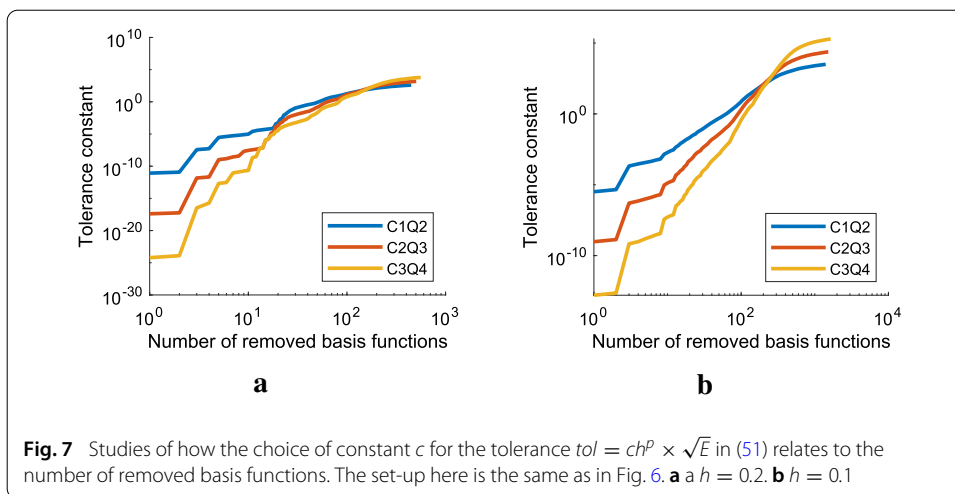 10^10
10^0
10^-10
10^-20
10^-30
Tolerance constant
C1Q2
C2Q3
C3Q4
10^0 10^1 10^2 10^3
Number of removed basis functions
a
10^0
10^-10
Tolerance constant
C1Q2
C2Q3
C3Q4
10^0 10^2 10^4
Number of removed basis functions
b
Fig. 7 Studies of how the choice of constant c for the tolerance tol = ch^p × √E in (51) relates to the
number of removed basis functions. The set-up here is the same as in Fig. 6. a a h = 0.2. b h = 0.1